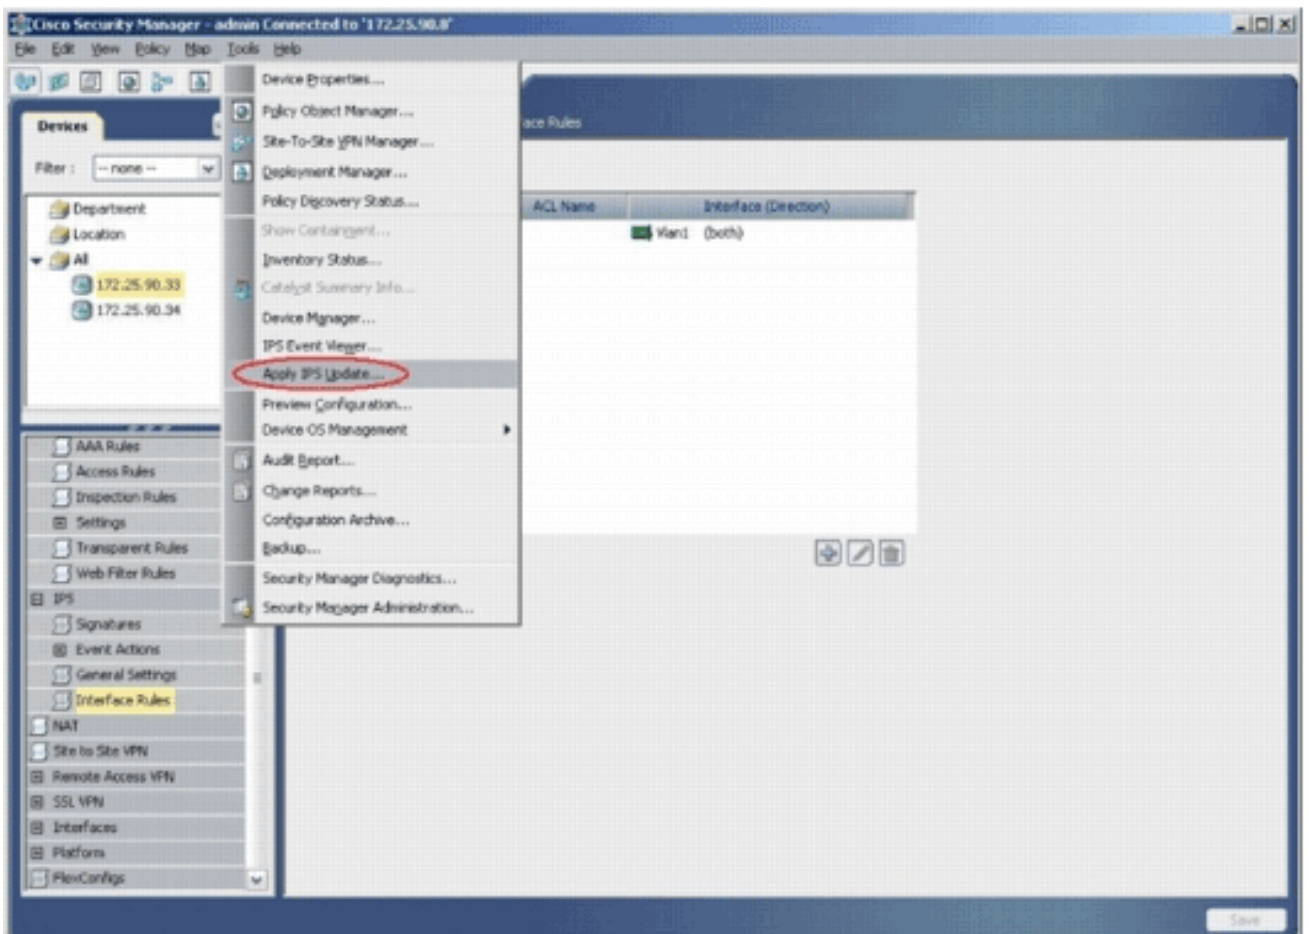 Cisco Security Manager - admin Connected to '172.25.90.8'
File Edit View Policy Map Tools Help
Devices
Filter : -- none --
Department
Location
All
172.25.90.33
172.25.90.34
Device Properties...
Policy Object Manager...
Site-To-Site VPN Manager...
Deployment Manager...
Policy Discovery Status...
Show Containment...
Inventory Status...
Catalyst Summary Info...
Device Manager...
IPS Event Viewer...
Apply IPS Update...
Preview Configuration...
Device OS Management
Audit Report...
Change Reports...
Configuration Archive...
Backup...
Security Manager Diagnostics...
Security Manager Administration...
ace Rules
ACL Name Interface (Direction)
Vlan1 (both)
AAA Rules
Access Rules
Inspection Rules
Settings
Transparent Rules
Web Filter Rules
IPS
Signatures
Event Actions
General Settings
Interface Rules
NAT
Site to Site VPN
Remote Access VPN
SSL VPN
Interfaces
Platform
FlexConfigs
Save